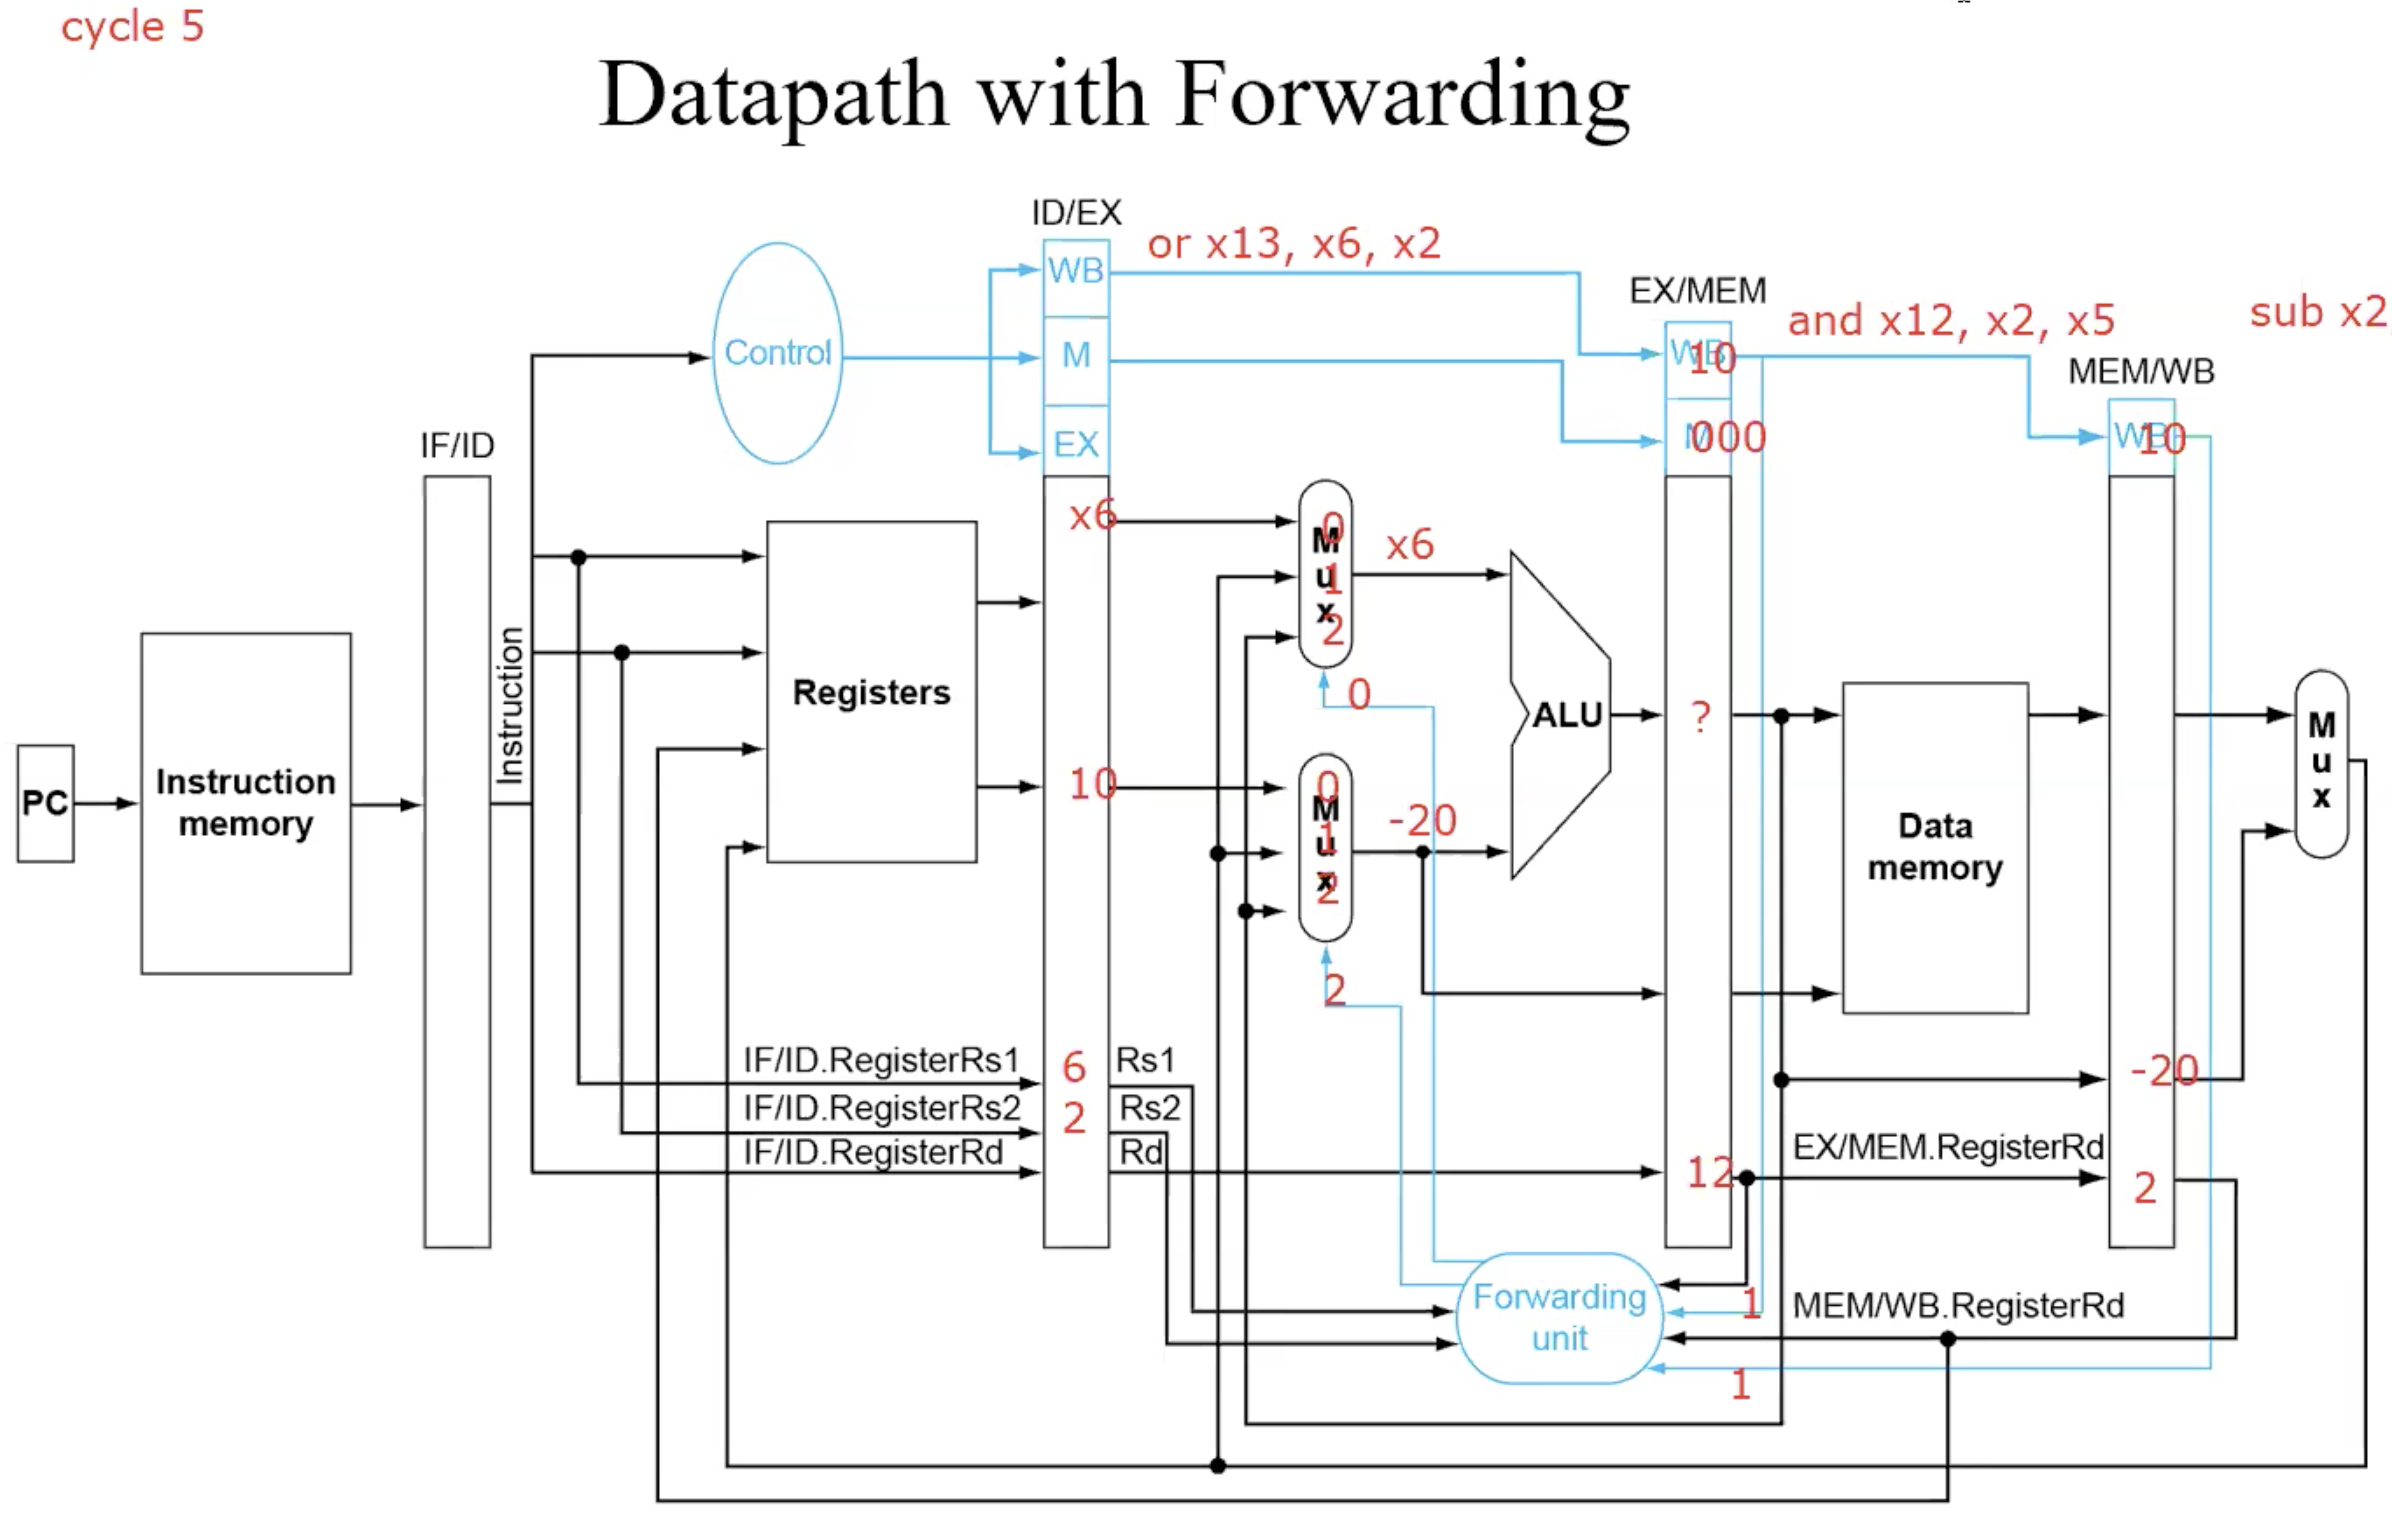 cycle 5
Datapath with Forwarding
ID/EX
or x13, x6, x2
WB
EX/MEM
and x12, x2, x5
sub x2
Control
M
WB
10
MEM/WB
IF/ID
EX
M
000
WB
10
x6
0
M
u
x
1
2
x6
Instruction
Registers
0
ALU
?
M
u
x
PC
Instruction
memory
10
0
M
u
x
1
2
-20
Data
memory
2
IF/ID.RegisterRs1
6
Rs1
-20
IF/ID.RegisterRs2
2
Rs2
IF/ID.RegisterRd
Rd
12
EX/MEM.RegisterRd
2
Forwarding
unit
1
MEM/WB.RegisterRd
1